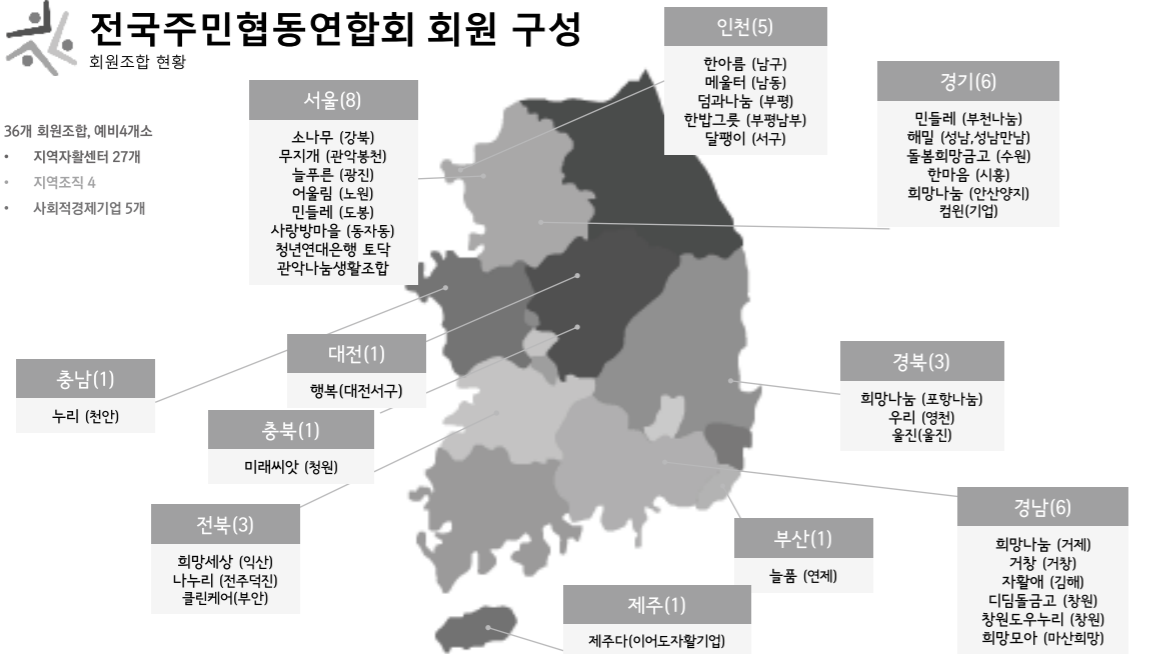 전국주민협동연합회 회원 구성
회원조합 현황
36개 회원조합, 예비4개소
• 지역자활센터 27개
• 지역조직 4
• 사회적경제기업 5개
서울(8)
소나무 (강북)
무지개 (관악봉천)
늘푸른 (광진)
어울림 (노원)
민들레 (도봉)
사랑방마을 (동자동)
청년연대은행 토닥
관악나눔생활조합
인천(5)
한아름 (남구)
메울터 (남동)
덤과나눔 (부평)
한밥그릇 (부평남부)
달팽이 (서구)
경기(6)
민들레 (부천나눔)
해밀 (성남,성남만남)
돌봄희망금고 (수원)
한마음 (시흥)
희망나눔 (안산양지)
컴윈(기업)
충남(1)
누리 (천안)
대전(1)
행복(대전서구)
충북(1)
미래씨앗 (청원)
전북(3)
희망세상 (익산)
나누리 (전주덕진)
클린케어(부안)
경북(3)
희망나눔 (포항나눔)
우리 (영천)
울진(울진)
경남(6)
희망나눔 (거제)
거창 (거창)
자활애 (김해)
디딤돌금고 (창원)
창원도우누리 (창원)
희망모아 (마산희망)
부산(1)
늘품 (연제)
제주(1)
제주다(이어도자활기업)